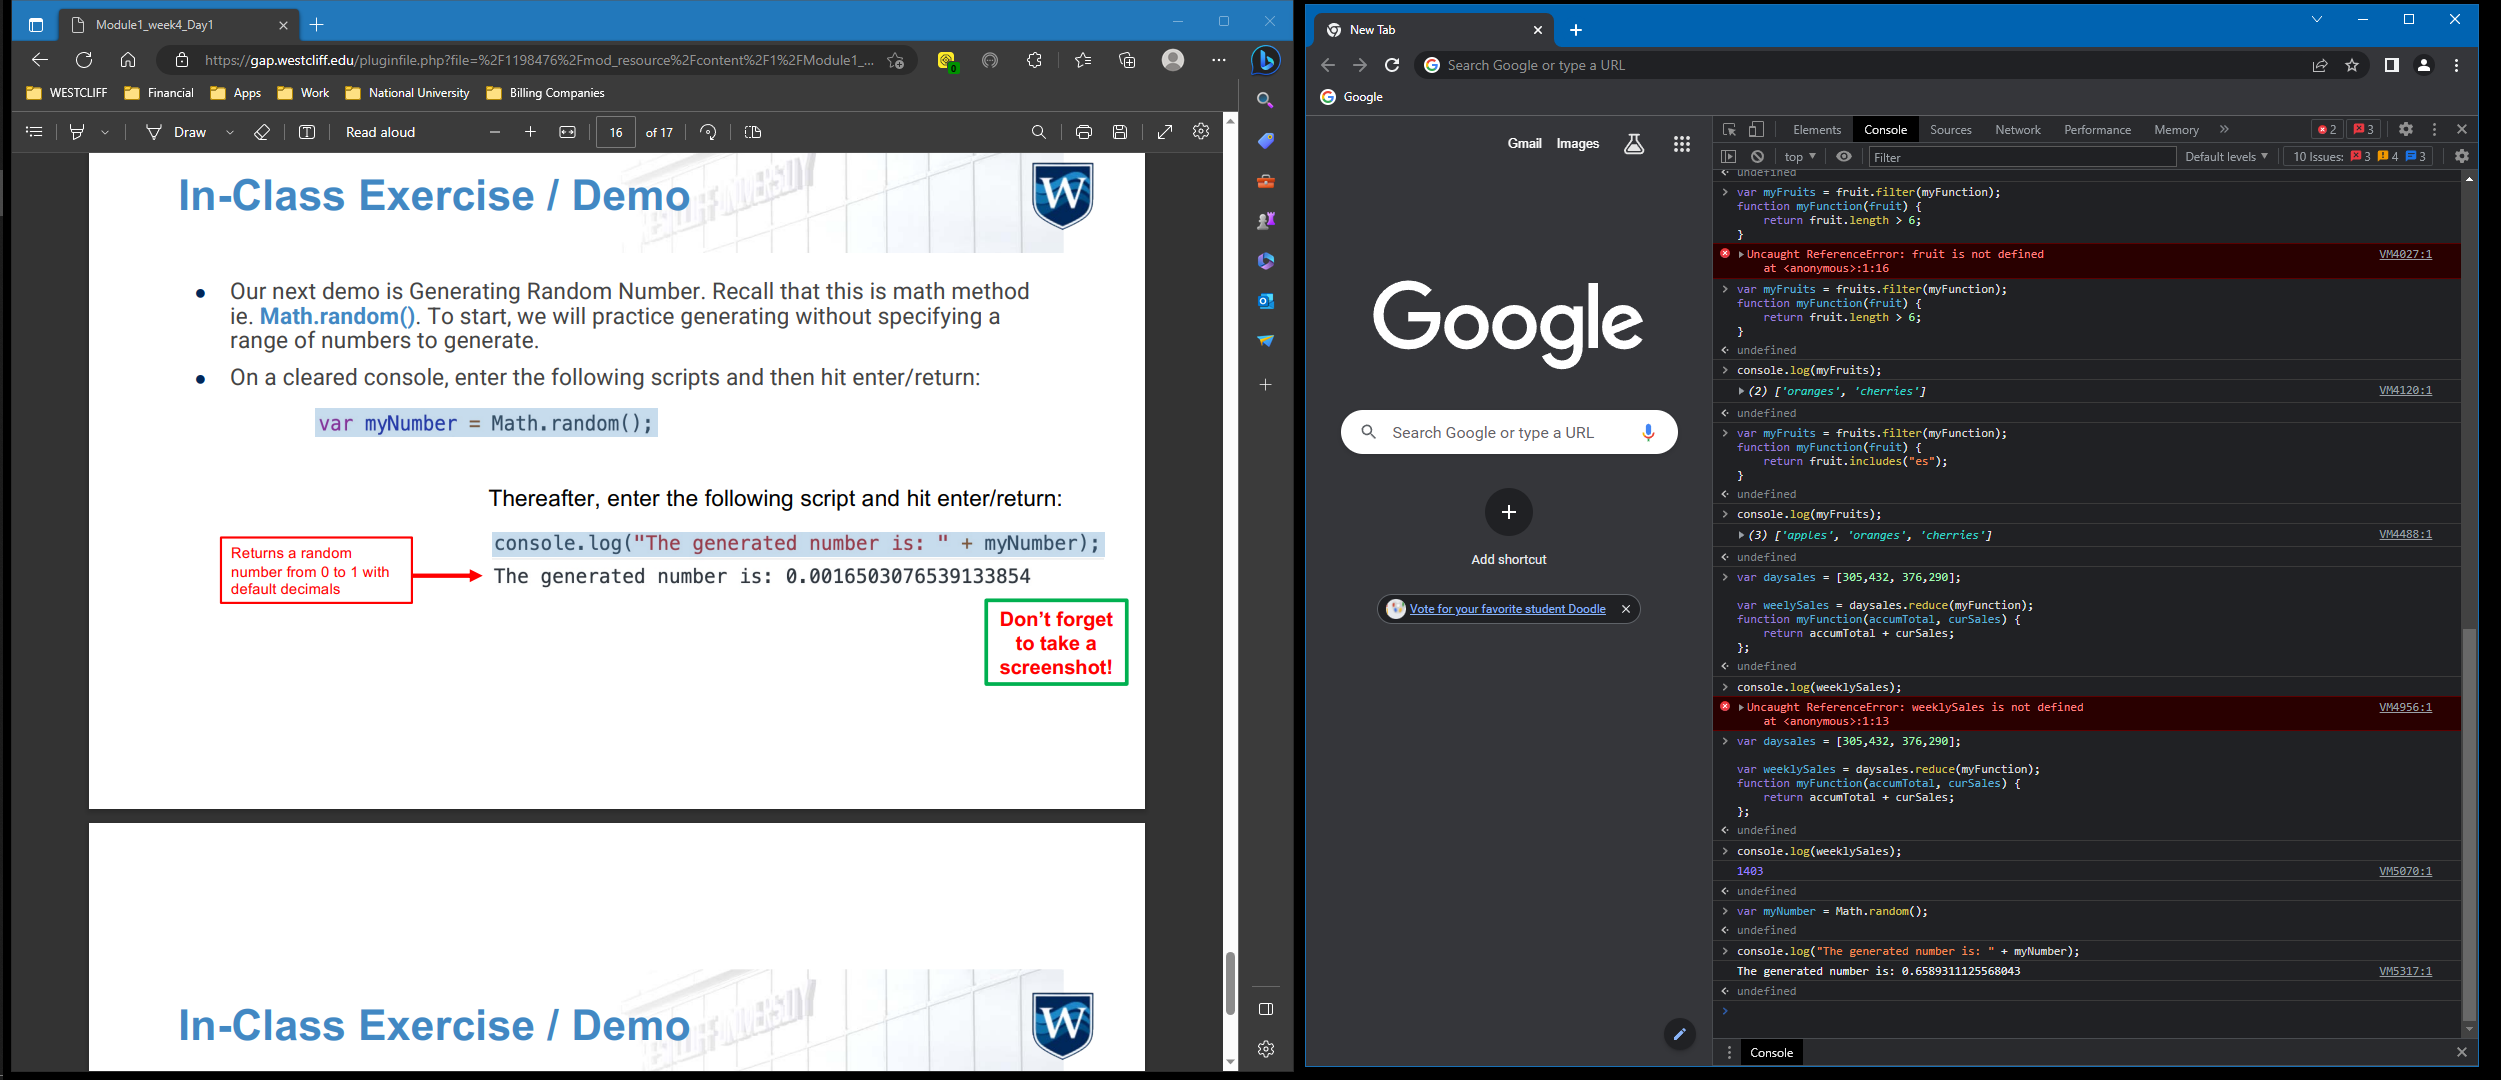 Module1_week4_Day1
https://gap.westcliff.edu/pluginfile.php?file=%2F1198476%2Fmod_resource%2Fcontent%2F1%2FModule1_...
WESTCLIFF
Financial
Apps
Work
National University
Billing Companies
Draw
Read aloud
16
of 17
In-Class Exercise / Demo
W
• Our next demo is Generating Random Number. Recall that this is math method
ie. Math.random(). To start, we will practice generating without specifying a
range of numbers to generate.
• On a cleared console, enter the following scripts and then hit enter/return:
var myNumber = Math.random();
Thereafter, enter the following script and hit enter/return:
console.log("The generated number is: " + myNumber);
The generated number is: 0.0016503076539133854
Returns a random
number from 0 to 1 with
default decimals
Don't forget
to take a
screenshot!
In-Class Exercise / Demo
W
New Tab
Search Google or type a URL
Google
Gmail
Images
Google
Search Google or type a URL
Add shortcut
Vote for your favorite student Doodle
Elements
Console
Sources
Network
Performance
Memory
2
3
top
Filter
Default levels
10 Issues:
3
4
3
undefined
var myFruits = fruit.filter(myFunction);
function myFunction(fruit) {
return fruit.length > 6;
}
Uncaught ReferenceError: fruit is not defined
at <anonymous>:1:16
VM4027:1
var myFruits = fruits.filter(myFunction);
function myFunction(fruit) {
return fruit.length > 6;
}
undefined
console.log(myFruits);
(2) ['oranges', 'cherries']
VM4120:1
undefined
var myFruits = fruits.filter(myFunction);
function myFunction(fruit) {
return fruit.includes("es");
}
undefined
console.log(myFruits);
(3) ['apples', 'oranges', 'cherries']
VM4488:1
undefined
var daysales = [305,432, 376,290];
var weelySales = daysales.reduce(myFunction);
function myFunction(accumTotal, curSales) {
return accumTotal + curSales;
};
undefined
console.log(weeklySales);
Uncaught ReferenceError: weeklySales is not defined
at <anonymous>:1:13
VM4956:1
var daysales = [305,432, 376,290];
var weeklySales = daysales.reduce(myFunction);
function myFunction(accumTotal, curSales) {
return accumTotal + curSales;
};
undefined
console.log(weeklySales);
1403
VM5070:1
undefined
var myNumber = Math.random();
undefined
console.log("The generated number is: " + myNumber);
The generated number is: 0.6589311125568043
VM5317:1
undefined
Console